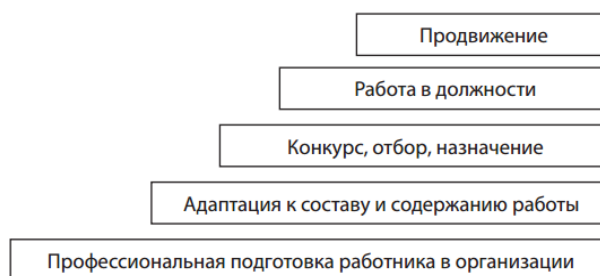 Продвижение
Работа в должности
Конкурс, отбор, назначение
Адаптация к составу и содержанию работы
Профессиональная подготовка работника в организации